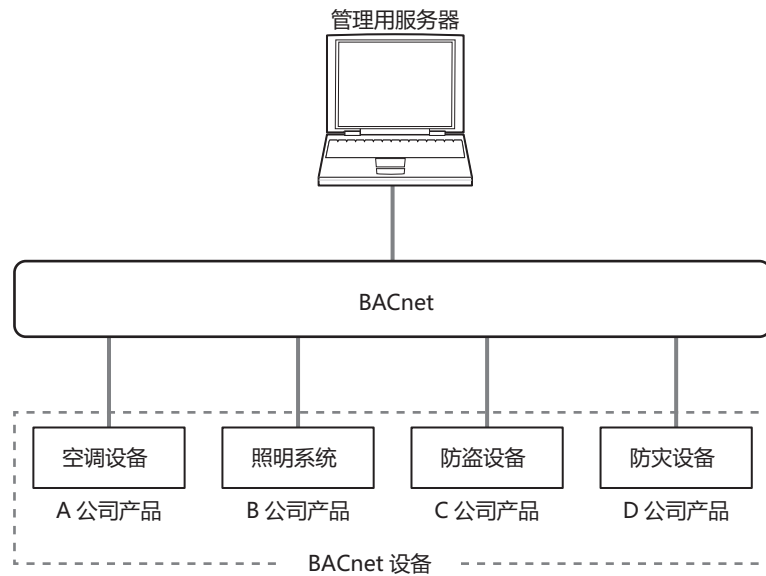 管理用服务器
BACnet
空调设备
照明系统
防盗设备
防灾设备
A 公司产品
B 公司产品
C 公司产品
D 公司产品
BACnet 设备